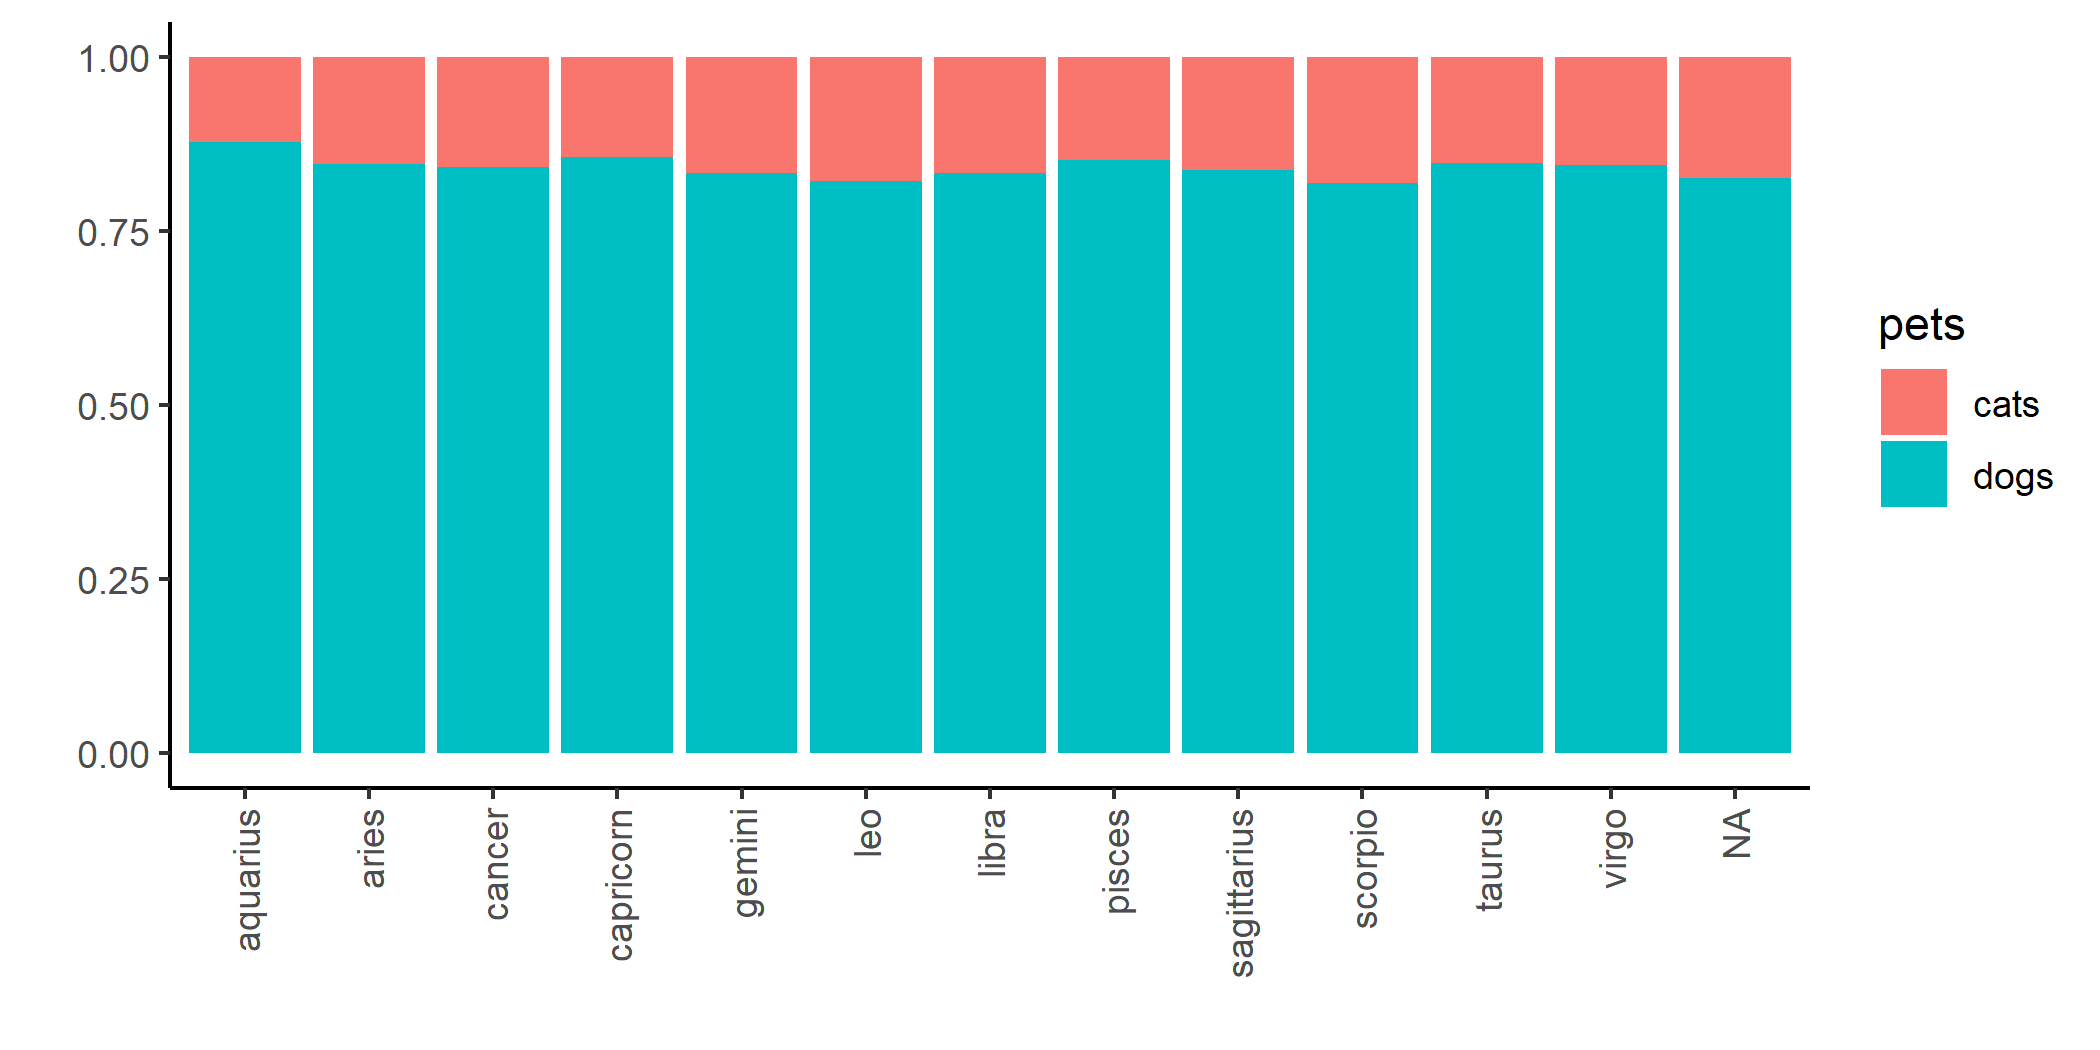 1.00
0.75
0.50
0.25
0.00
aquarius
aries
cancer
capricorn
gemini
leo
libra
pisces
sagittarius
scorpio
taurus
virgo
NA
pets
cats
dogs